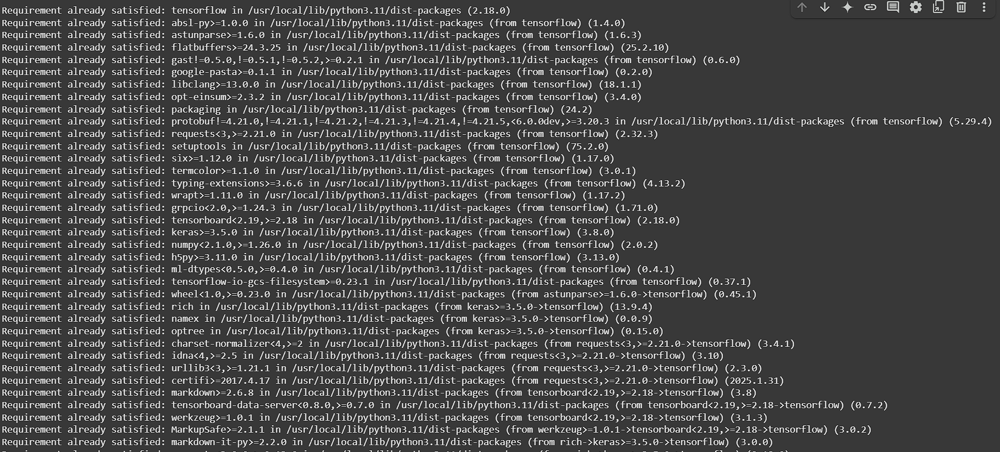 Requirement already satisfied: tensorflow in /usr/local/lib/python3.11/dist-packages (2.18.0)
Requirement already satisfied: absl-py>=1.0.0 in /usr/local/lib/python3.11/dist-packages (from tensorflow) (1.4.0)
Requirement already satisfied: astunparse>=1.6.0 in /usr/local/lib/python3.11/dist-packages (from tensorflow) (1.6.3)
Requirement already satisfied: flatbuffers>=24.3.25 in /usr/local/lib/python3.11/dist-packages (from tensorflow) (25.2.10)
Requirement already satisfied: gast!=0.5.0,!=0.5.1,!=0.5.2,>=0.2.1 in /usr/local/lib/python3.11/dist-packages (from tensorflow) (0.6.0)
Requirement already satisfied: google-pasta>=0.1.1 in /usr/local/lib/python3.11/dist-packages (from tensorflow) (0.2.0)
Requirement already satisfied: libclang>=13.0.0 in /usr/local/lib/python3.11/dist-packages (from tensorflow) (18.1.1)
Requirement already satisfied: opt-einsum>=2.3.2 in /usr/local/lib/python3.11/dist-packages (from tensorflow) (3.4.0)
Requirement already satisfied: packaging in /usr/local/lib/python3.11/dist-packages (from tensorflow) (24.2)
Requirement already satisfied: protobuf!=4.21.0,!=4.21.1,!=4.21.2,!=4.21.3,!=4.21.4,!=4.21.5,<6.0.0dev,>=3.20.3 in /usr/local/lib/python3.11/dist-packages (from tensorflow) (5.29.4)
Requirement already satisfied: requests<3,>=2.21.0 in /usr/local/lib/python3.11/dist-packages (from tensorflow) (2.32.3)
Requirement already satisfied: setuptools in /usr/local/lib/python3.11/dist-packages (from tensorflow) (75.2.0)
Requirement already satisfied: six>=1.12.0 in /usr/local/lib/python3.11/dist-packages (from tensorflow) (1.17.0)
Requirement already satisfied: termcolor>=1.1.0 in /usr/local/lib/python3.11/dist-packages (from tensorflow) (3.0.1)
Requirement already satisfied: typing-extensions>=3.6.6 in /usr/local/lib/python3.11/dist-packages (from tensorflow) (4.13.2)
Requirement already satisfied: wrapt>=1.11.0 in /usr/local/lib/python3.11/dist-packages (from tensorflow) (1.17.2)
Requirement already satisfied: grpcio<2.0,>=1.24.3 in /usr/local/lib/python3.11/dist-packages (from tensorflow) (1.71.0)
Requirement already satisfied: tensorboard<2.19,>=2.18 in /usr/local/lib/python3.11/dist-packages (from tensorflow) (2.18.0)
Requirement already satisfied: keras>=3.5.0 in /usr/local/lib/python3.11/dist-packages (from tensorflow) (3.8.0)
Requirement already satisfied: numpy<2.1.0,>=1.26.0 in /usr/local/lib/python3.11/dist-packages (from tensorflow) (2.0.2)
Requirement already satisfied: h5py>=3.11.0 in /usr/local/lib/python3.11/dist-packages (from tensorflow) (3.13.0)
Requirement already satisfied: ml-dtypes<0.5.0,>=0.4.0 in /usr/local/lib/python3.11/dist-packages (from tensorflow) (0.4.1)
Requirement already satisfied: tensorflow-io-gcs-filesystem>=0.23.1 in /usr/local/lib/python3.11/dist-packages (from tensorflow) (0.37.1)
Requirement already satisfied: wheel<1.0,>=0.23.0 in /usr/local/lib/python3.11/dist-packages (from astunparse>=1.6.0->tensorflow) (0.45.1)
Requirement already satisfied: rich in /usr/local/lib/python3.11/dist-packages (from keras>=3.5.0->tensorflow) (13.9.4)
Requirement already satisfied: namex in /usr/local/lib/python3.11/dist-packages (from keras>=3.5.0->tensorflow) (0.0.9)
Requirement already satisfied: optree in /usr/local/lib/python3.11/dist-packages (from keras>=3.5.0->tensorflow) (0.15.0)
Requirement already satisfied: charset-normalizer<4,>=2 in /usr/local/lib/python3.11/dist-packages (from requests<3,>=2.21.0->tensorflow) (3.4.1)
Requirement already satisfied: idna<4,>=2.5 in /usr/local/lib/python3.11/dist-packages (from requests<3,>=2.21.0->tensorflow) (3.10)
Requirement already satisfied: urllib3<3,>=1.21.1 in /usr/local/lib/python3.11/dist-packages (from requests<3,>=2.21.0->tensorflow) (2.3.0)
Requirement already satisfied: certifi>=2017.4.17 in /usr/local/lib/python3.11/dist-packages (from requests<3,>=2.21.0->tensorflow) (2025.1.31)
Requirement already satisfied: markdown>=2.6.8 in /usr/local/lib/python3.11/dist-packages (from tensorboard<2.19,>=2.18->tensorflow) (3.8)
Requirement already satisfied: tensorboard-data-server<0.8.0,>=0.7.0 in /usr/local/lib/python3.11/dist-packages (from tensorboard<2.19,>=2.18->tensorflow) (0.7.2)
Requirement already satisfied: werkzeug>=1.0.1 in /usr/local/lib/python3.11/dist-packages (from tensorboard<2.19,>=2.18->tensorflow) (3.1.3)
Requirement already satisfied: MarkupSafe>=2.1.1 in /usr/local/lib/python3.11/dist-packages (from werkzeug>=1.0.1->tensorboard<2.19,>=2.18->tensorflow) (3.0.2)
Requirement already satisfied: markdown-it-py>=2.2.0 in /usr/local/lib/python3.11/dist-packages (from rich->keras>=3.5.0->tensorflow) (3.0.0)